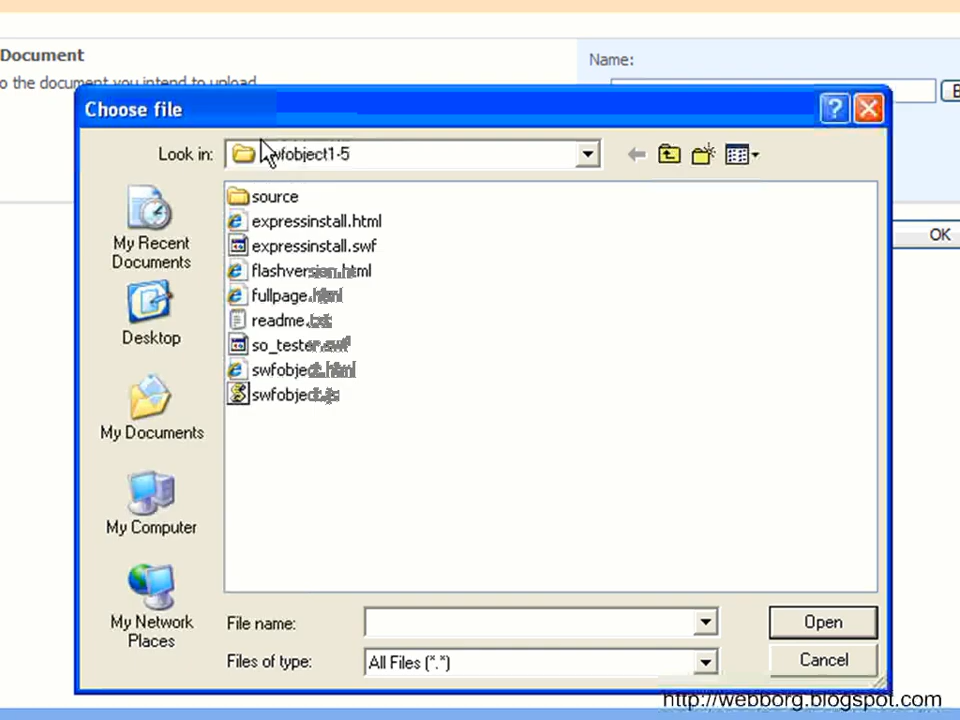 Document
Name:
o the document you intend to upload
Choose file
Look in:
swfobject1-5
source
expressinstall.html
expressinstall.swf
flashversion.html
fullpage.html
readme.txt
so_tester.swf
swfobject.html
swfobject.js
My Recent
Documents
Desktop
My Documents
My Computer
My Network
Places
File name:
Open
Files of type:
All Files (*.*)
Cancel
OK
http://webborg.blogspot.com